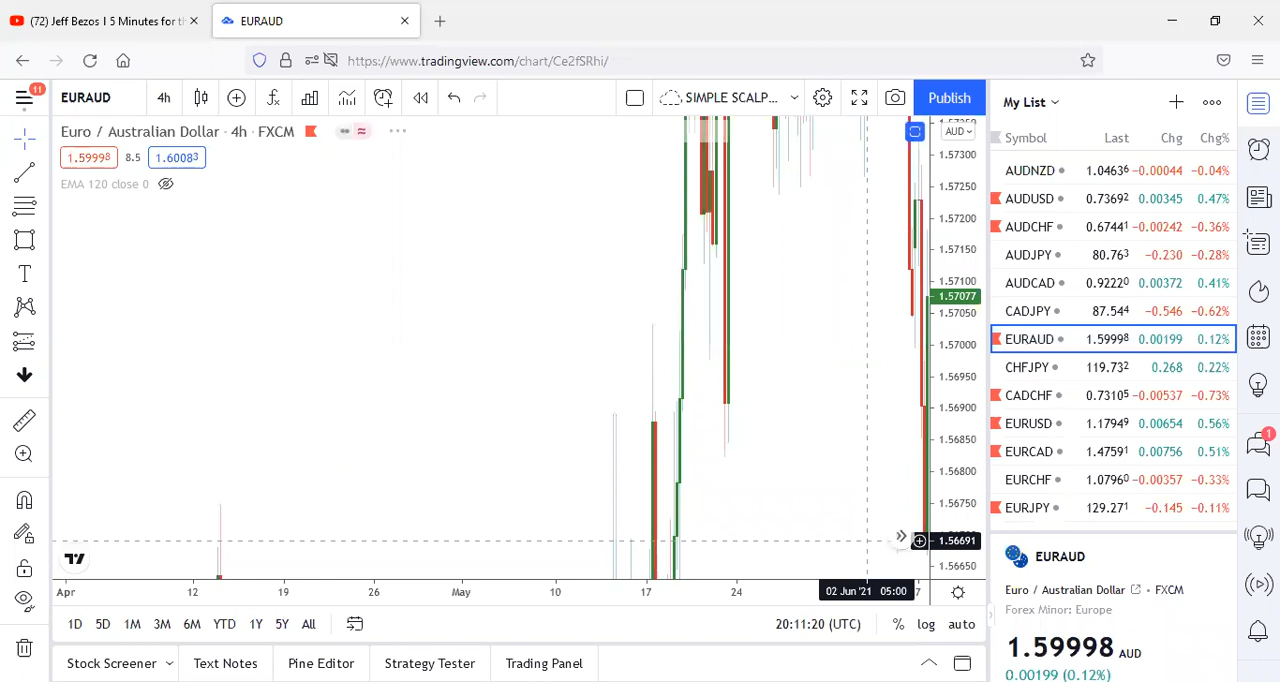 (72) Jeff Bezos I 5 Minutes for th
EURAUD
https://www.tradingview.com/chart/Ce2fSRhi/
11
EURAUD 4h SIMPLE SCALP... Publish
Euro / Australian Dollar · 4h · FXCM
1.59998 8.5 1.60083
EMA 120 close 0
AUD
1.57350
1.57300
1.57250
1.57200
1.57150
1.57100
1.57077
1.57050
1.57000
1.56950
1.56900
1.56850
1.56800
1.56750
1.56691
1.56650
Apr 12 19 26 May 10 17 24 02 Jun '21 05:00 7
1D 5D 1M 3M 6M YTD 1Y 5Y All 20:11:20 (UTC) % log auto
Stock Screener Text Notes Pine Editor Strategy Tester Trading Panel
My List
Symbol Last Chg Chg%
AUDNZD 1.04636 −0.00044 −0.04%
AUDUSD 0.73692 0.00345 0.47%
AUDCHF 0.67441 −0.00242 −0.36%
AUDJPY 80.763 −0.230 −0.28%
AUDCAD 0.92220 0.00372 0.41%
CADJPY 87.544 −0.546 −0.62%
EURAUD 1.59998 0.00199 0.12%
CHFJPY 119.732 0.268 0.22%
CADCHF 0.73105 −0.00537 −0.73%
EURUSD 1.17949 0.00654 0.56%
EURCAD 1.47591 0.00756 0.51%
EURCHF 1.07960 −0.00357 −0.33%
EURJPY 129.271 −0.145 −0.11%
1
EURAUD
Euro / Australian Dollar · FXCM
Forex Minor: Europe
1.59998 AUD
0.00199 (0.12%)